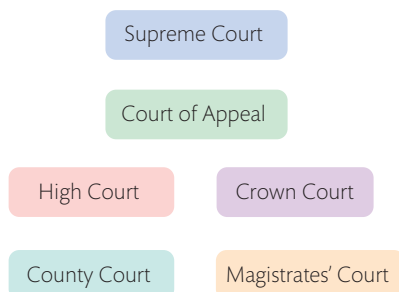 Supreme Court
Court of Appeal
High Court
Crown Court
County Court
Magistrates’ Court